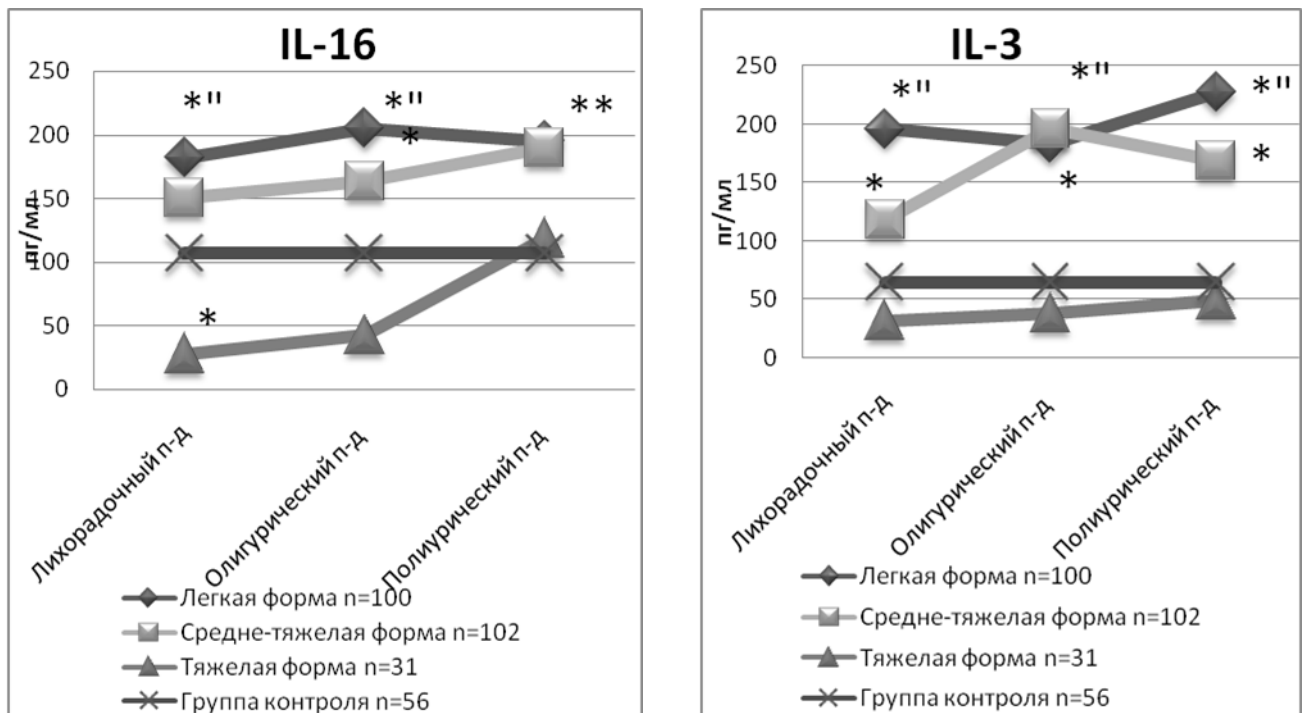 IL-16
250
*"
*"
**
200
*
150
пг/мл
100
50
*
0
Лихорадочный п-д
Олигурический п-д
Полиурический п-д
Легкая форма n=100
Средне-тяжелая форма n=102
Тяжелая форма n=31
Группа контроля n=56
IL-3
250
*"
*"
*"
200
*
*
*
150
пг/мл
100
50
0
Лихорадочный п-д
Олигурический п-д
Полиурический п-д
Легкая форма n=100
Средне-тяжелая форма n=102
Тяжелая форма n=31
Группа контроля n=56